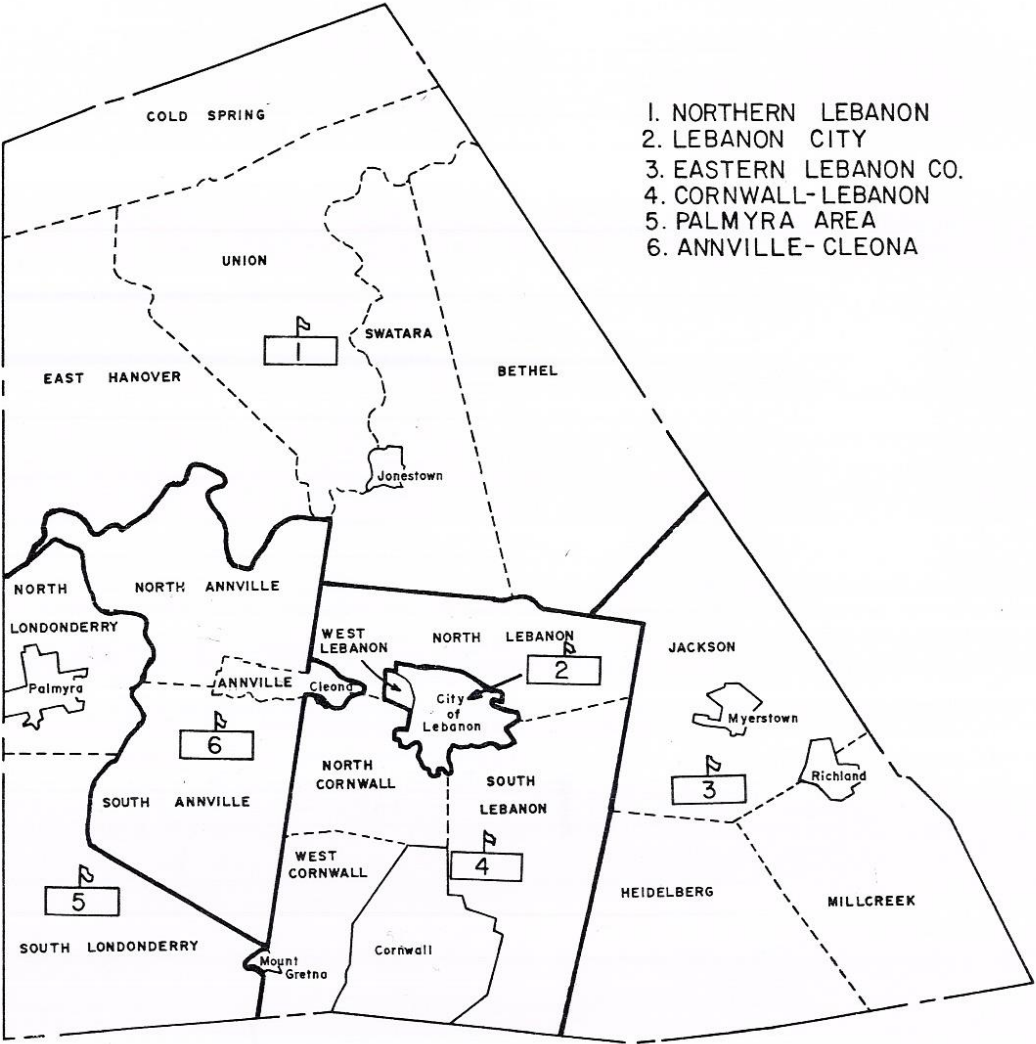 COLD SPRING
1. NORTHERN LEBANON
2. LEBANON CITY
3. EASTERN LEBANON CO.
4. CORNWALL-LEBANON
5. PALMYRA AREA
6. ANNVILLE-CLEONA
UNION
SWATARA
1
EAST HANOVER
BETHEL
Jonestown
NORTH
LONDONDERRY
NORTH ANNVILLE
WEST
LEBANON
NORTH LEBANON
JACKSON
2
Palmyra
ANNVILLE
Cleona
City
of
Lebanon
Myerstown
6
NORTH
CORNWALL
SOUTH
LEBANON
3
Richland
SOUTH ANNVILLE
WEST
CORNWALL
4
5
HEIDELBERG
MILLCREEK
SOUTH LONDONDERRY
Mount
Gretna
Cornwall